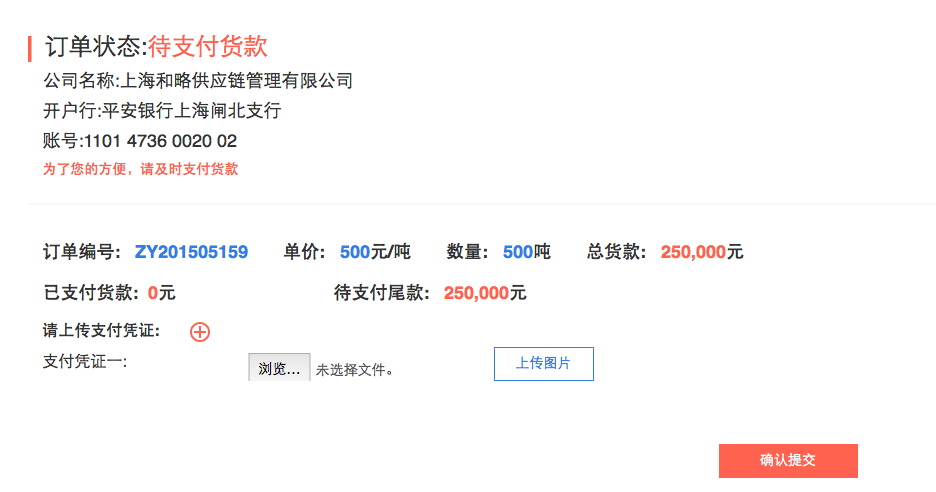 订单状态:待支付货款
公司名称:上海和略供应链管理有限公司
开户行:平安银行上海闸北支行
账号:1101 4736 0020 02
为了您的方便，请及时支付货款
订单编号: ZY201505159 单价: 500元/吨 数量: 500吨 总货款: 250,000元
已支付货款: 0元 待支付尾款: 250,000元
请上传支付凭证:
支付凭证一: 浏览... 未选择文件。 上传图片
确认提交